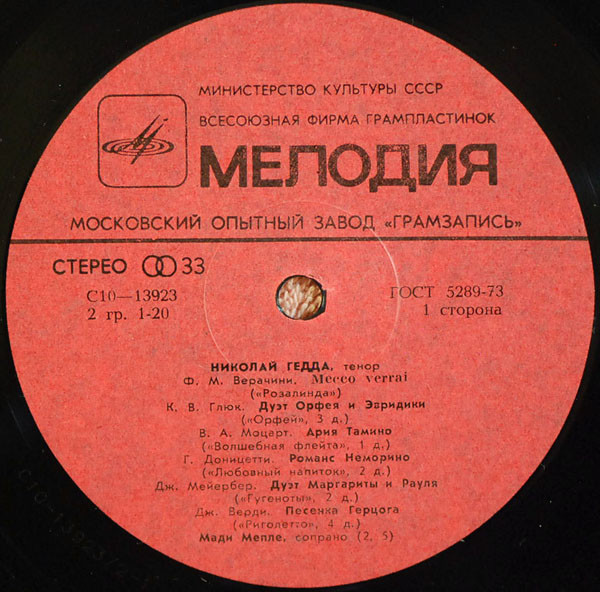 МИНИСТЕРСТВО КУЛЬТУРЫ СССР
ВСЕСОЮЗНАЯ ФИРМА ГРАМПЛАСТИНОК
МЕЛОДИЯ
МОСКОВСКИЙ ОПЫТНЫЙ ЗАВОД «ГРАМЗАПИСЬ»
СТЕРЕО 33
С10—13923 ГОСТ 5289-73
2 гр. 1-20 1 сторона
НИКОЛАЙ ГЕДДА, тенор
Ф. М. Верачини. Mecco verrai
(«Розалинда»)
К. В. Глюк. Дуэт Орфея и Эвридики
(«Орфей», 3 д.)
В. А. Моцарт. Ария Тамино
(«Волшебная флейта», 1 д.)
Г. Доницетти. Романс Неморино
(«Любовный напиток», 2 д.)
Дж. Мейербер. Дуэт Маргариты и Рауля
(«Гугеноты», 2 д.)
Дж. Верди. Песенка Герцога
(«Риголетто», 4 д.)
Мади Мепле, сопрано (2, 5)